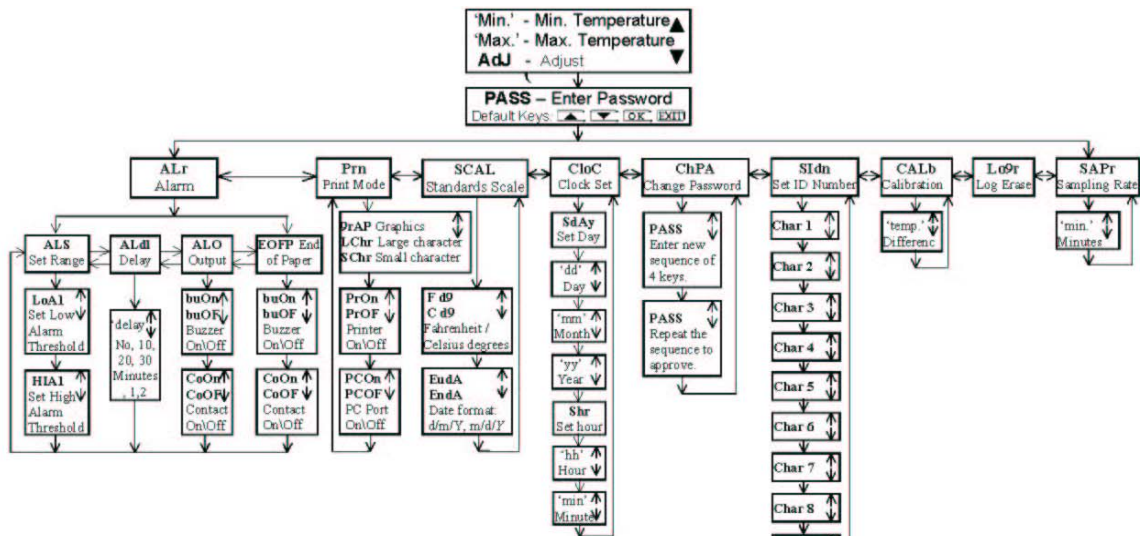 ‘Min.’ - Min. Temperature
‘Max.’ - Max. Temperature
AdJ - Adjust
PASS – Enter Password
Default Keys: OK EXIT
ALr
Alarm
Prn
Print Mode
SCAL
Standards Scale
CloC
Clock Set
ChPA
Change Password
SIdn
Set ID Number
CALb
Calibration
Lo9r
Log Erase
SAPr
Sampling Rate
ALS
Set Range
ALdl
Delay
ALO
Output
EOFP End
of Paper
LoA1
Set Low
Alarm
Threshold
HIA1
Set High
Alarm
Threshold
‘delay
No, 10,
20, 30
Minutes
, 1,2
buOn
buOF
Buzzer
On\Off
CoOn
CoOF
Contact
On\Off
buOn
buOF
Buzzer
On\Off
CoOn
CoOF
Contact
On\Off
9rAP Graphics
LChr Large character
SChr Small character
PrOn
PrOF
Printer
On\Off
PCOn
PCOF
PC Port
On\Off
F d9
C d9
Fahrenheit /
Celsius degrees
EudA
EndA
Date format:
d/m/Y, m/d/Y
SdAy
Set Day
‘dd’
Day
‘mm’
Month
‘yy’
Year
Shr
Set hour
‘hh’
Hour
‘min’
Minute
PASS
Enter new
sequence of
4 keys.
PASS
Repeat the
sequence to
approve.
Char 1
Char 2
Char 3
Char 4
Char 5
Char 6
Char 7
Char 8
‘temp.’
Differenc
‘min.’
Minutes